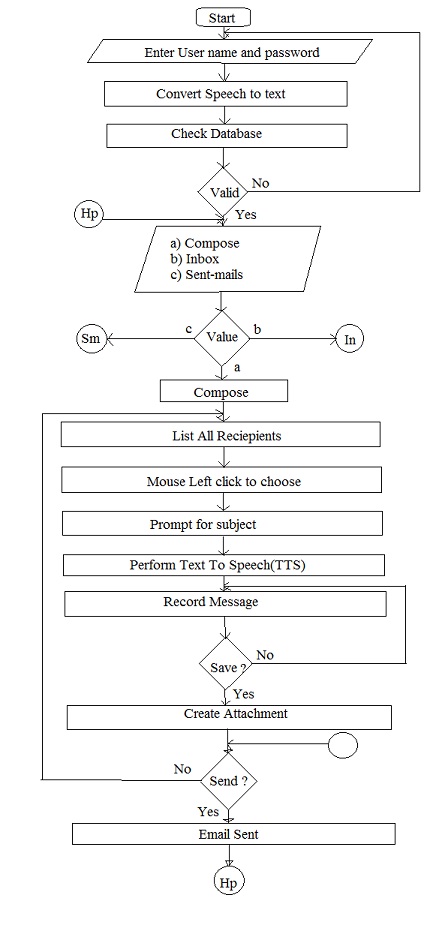 Start
Enter User name and password
Convert Speech to text
Check Database
Valid
No
Hp
Yes
a) Compose
b) Inbox
c) Sent-mails
Sm
c
Value
b
In
a
Compose
List All Reciepients
Mouse Left click to choose
Prompt for subject
Perform Text To Speech(TTS)
Record Message
Save ?
No
Yes
Create Attachment
No
Send ?
Yes
Email Sent
Hp